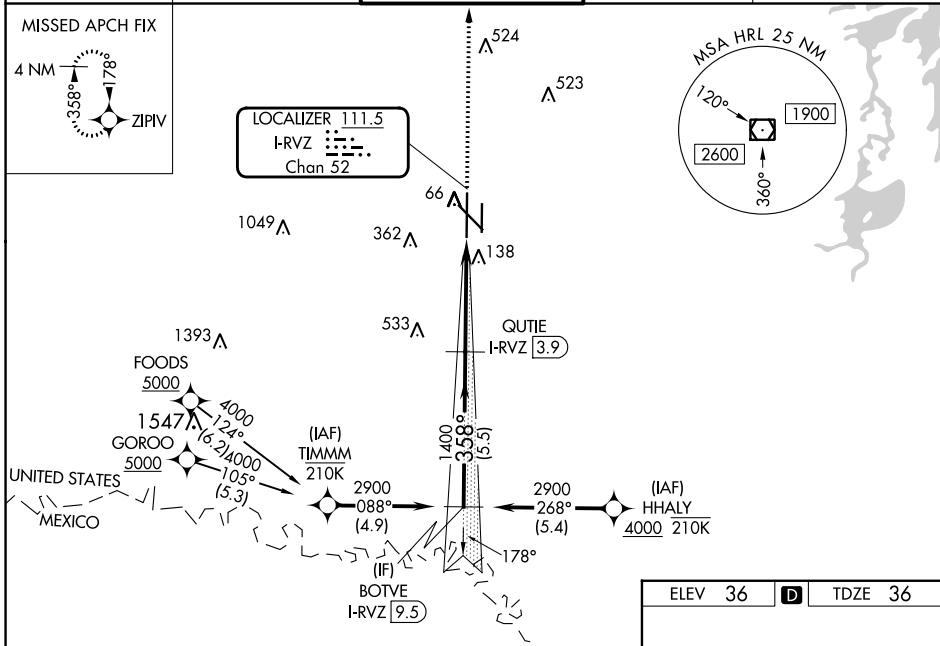 MISSED APCH FIX
4 NM
358°
178°
ZIPIV
524
523
MSA HRL 25 NM
120°
1900
2600
360°
LOCALIZER 111.5
I-RVZ
Chan 52
66
1049
362
138
533
QUTIE
I-RVZ 3.9
1393
FOODS
5000
4000
124°
(6.2)
1547
GOROO
5000
4000
105°
(5.3)
(IAF)
TIMMM
210K
1400
358°
(5.5)
UNITED STATES
MEXICO
2900
088°
(4.9)
2900
268°
(5.4)
(IAF)
HHALY
4000 210K
178°
(IF)
BOTVE
I-RVZ 9.5
ELEV 36 D TDZE 36